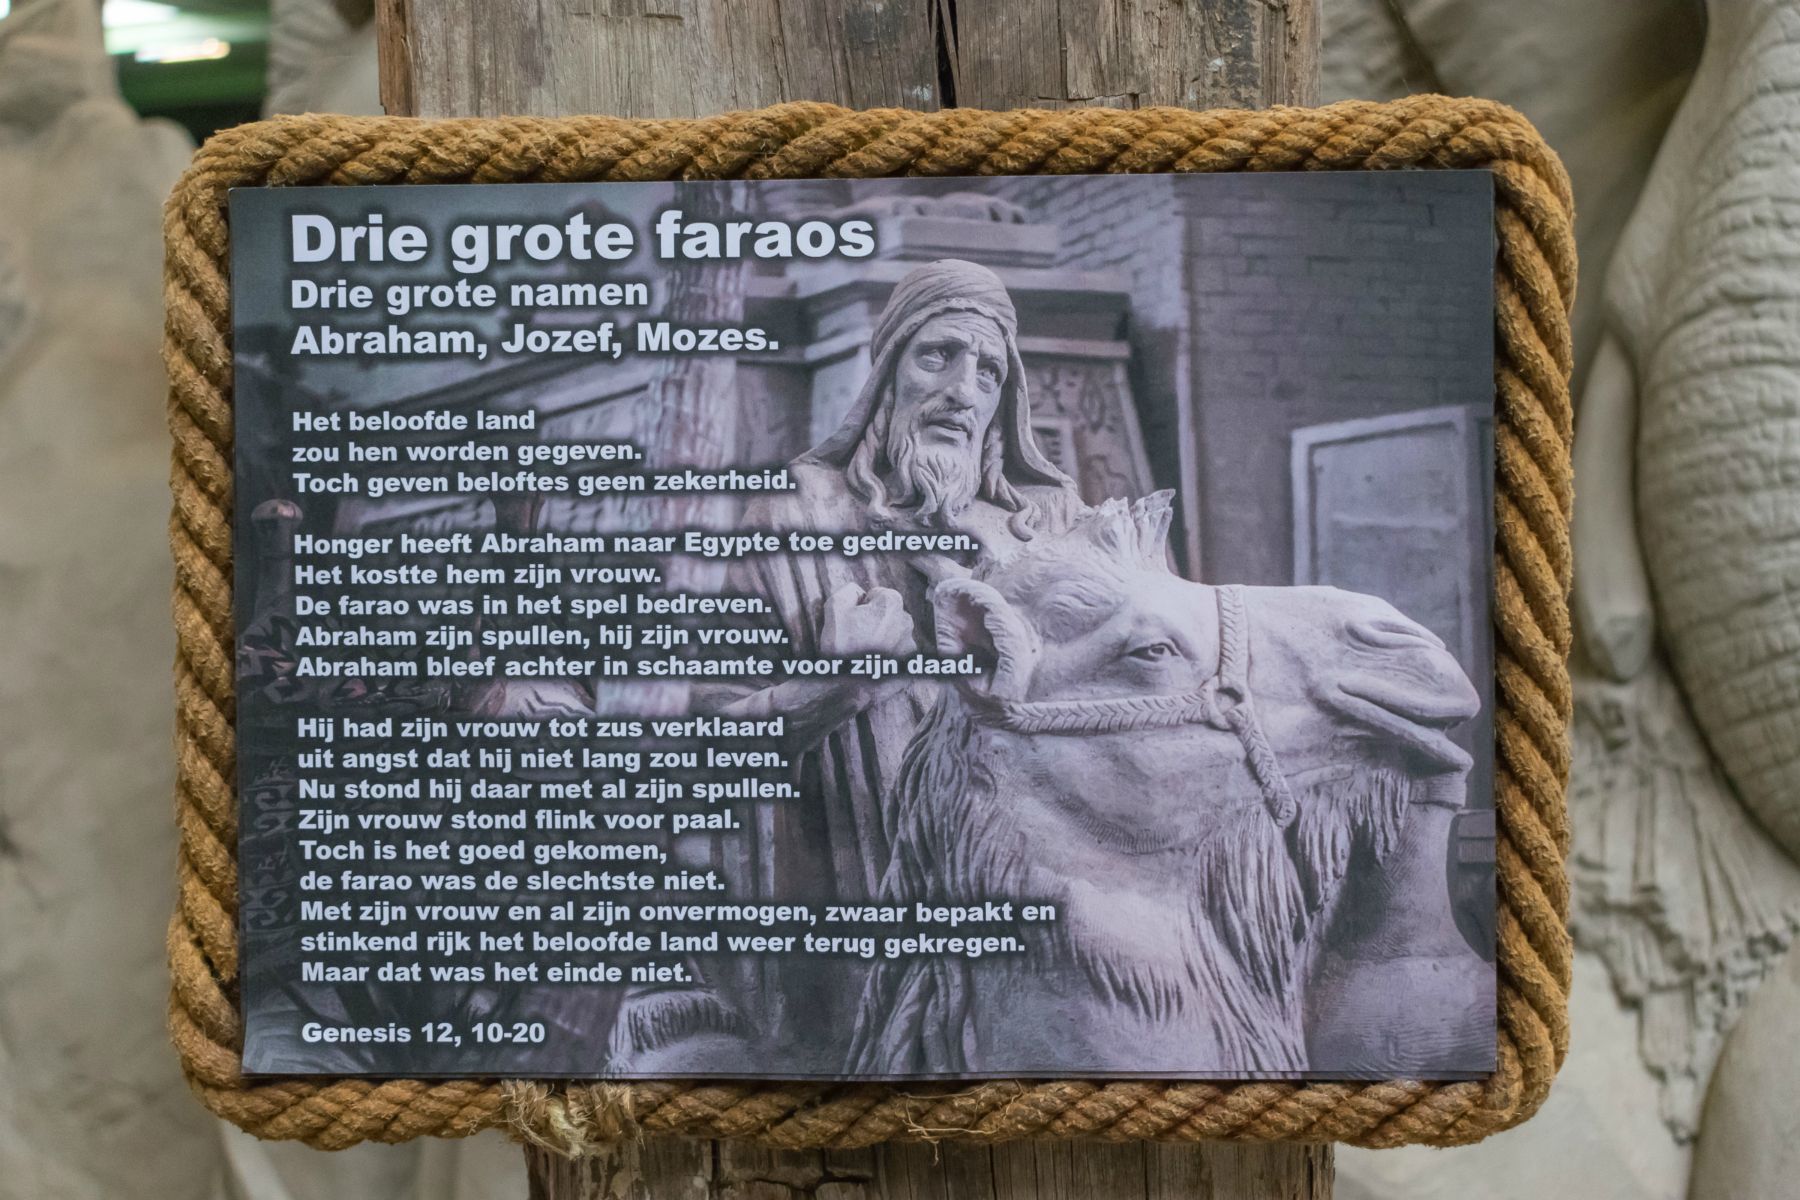 Drie grote faraos
Drie grote namen
Abraham, Jozef, Mozes.
Het beloofde land
zou hen worden gegeven.
Toch geven beloftes geen zekerheid.
Honger heeft Abraham naar Egypte toe gedreven.
Het kostte hem zijn vrouw.
De farao was in het spel bedreven.
Abraham zijn spullen, hij zijn vrouw.
Abraham bleef achter in schaamte voor zijn daad.
Hij had zijn vrouw tot zus verklaard
uit angst dat hij niet lang zou leven.
Nu stond hij daar met al zijn spullen.
Zijn vrouw stond flink voor paal.
Toch is het goed gekomen,
de farao was de slechtste niet.
Met zijn vrouw en al zijn onvermogen, zwaar bepakt en
stinkend rijk het beloofde land weer terug gekregen.
Maar dat was het einde niet.
Genesis 12, 10-20